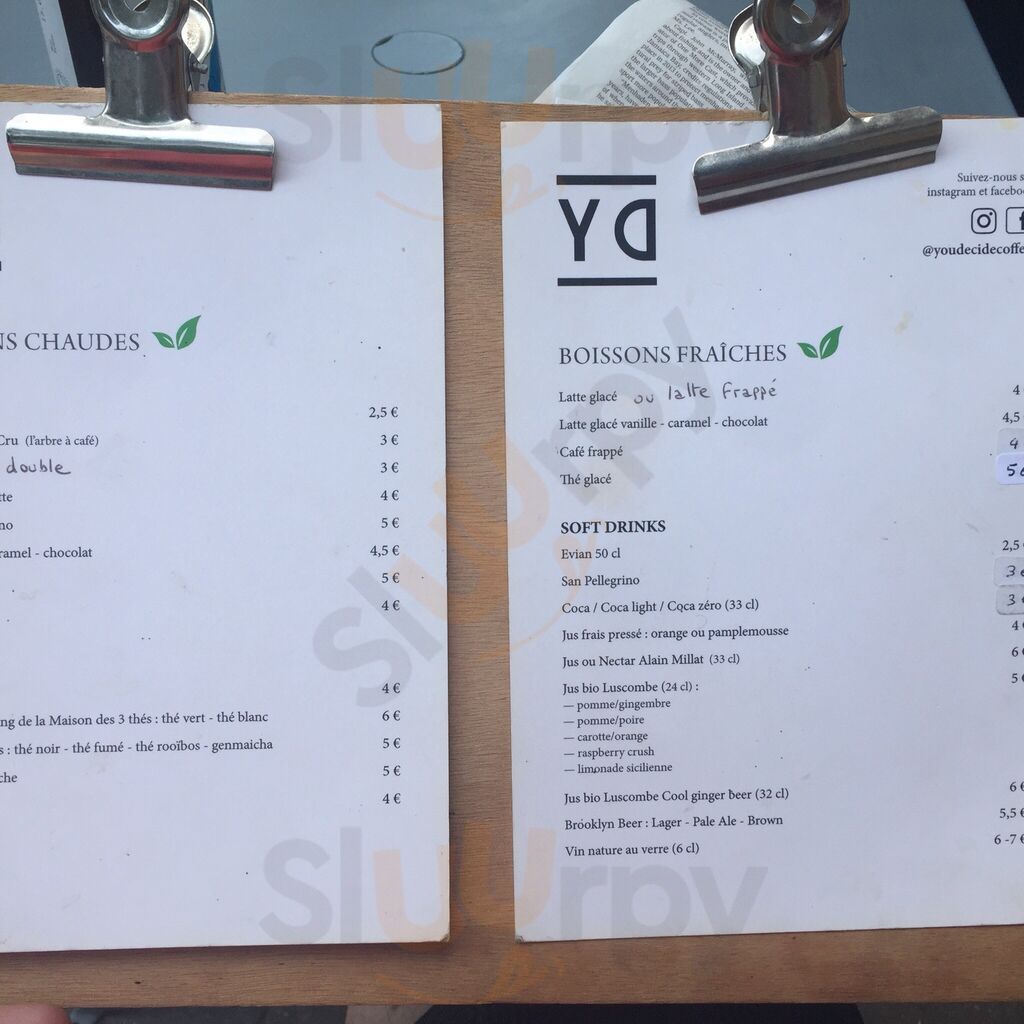 NS CHAUDES
2,5 €
Cru (l'arbre à café) 3 €
double 3 €
tte 4 €
no 5 €
ramel - chocolat 4,5 €
5 €
4 €
4 €
ng de la Maison des 3 thés : thé vert - thé blanc 6 €
s : thé noir - thé fumé - thé rooïbos - genmaicha 5 €
che 5 €
4 €
YD
Suivez-nous s
instagram et facebo
@youdecidecoffe
BOISSONS FRAÎCHES
Latte glacé ou latte frappé 4
Latte glacé vanille - caramel - chocolat 4,5
Café frappé 4
Thé glacé 5€
SOFT DRINKS
Evian 50 cl 2,5
San Pellegrino 3 €
Coca / Coca light / Coca zéro (33 cl) 3 €
Jus frais pressé : orange ou pamplemousse 4 €
Jus ou Nectar Alain Millat (33 cl) 6 €
Jus bio Luscombe (24 cl) : 5 €
— pomme/gingembre
— pomme/poire
— carotte/orange
— raspberry crush
— limonade sicilienne
Jus bio Luscombe Cool ginger beer (32 cl) 6 €
Brooklyn Beer : Lager - Pale Ale - Brown 5,5 €
Vin nature au verre (6 cl) 6 -7 €
Sluurpy
Sluurpy
Sluurpy